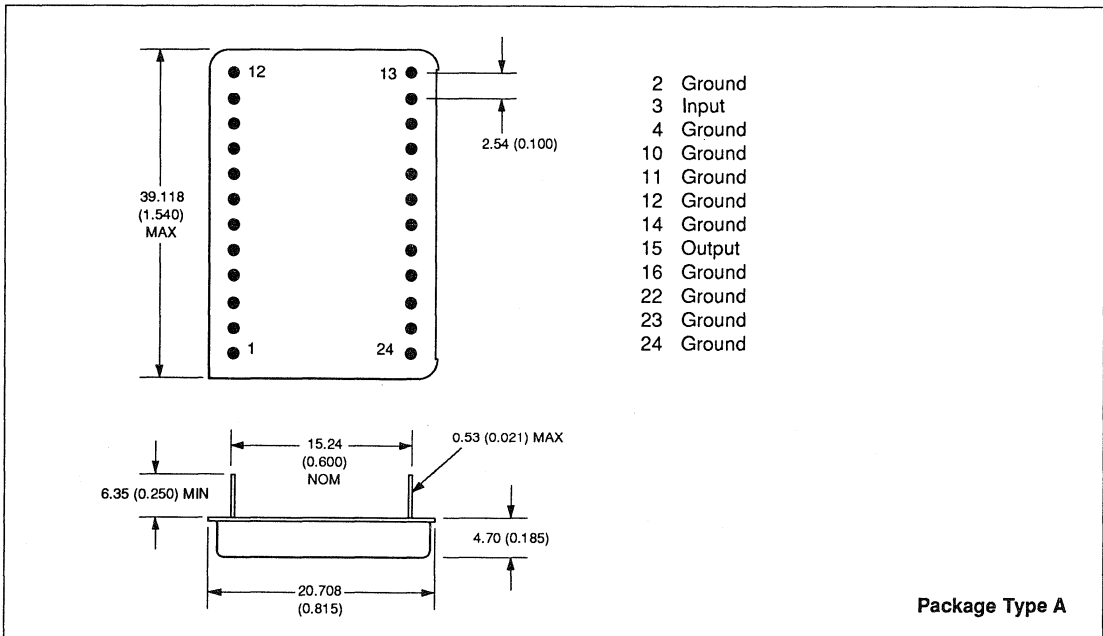 12
13
2.54 (0.100)
39.118
(1.540)
MAX
1
24
2 Ground
3 Input
4 Ground
10 Ground
11 Ground
12 Ground
14 Ground
15 Output
16 Ground
22 Ground
23 Ground
24 Ground
15.24
(0.600)
NOM
0.53 (0.021) MAX
6.35 (0.250) MIN
4.70 (0.185)
20.708
(0.815)
Package Type A